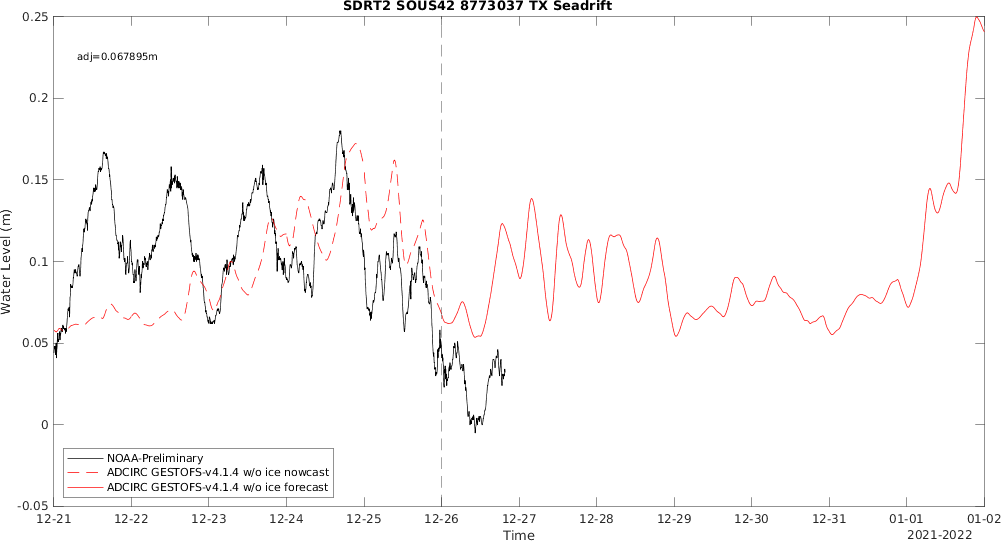 SDRT2 SOUS42 8773037 TX Seadrift
adj=0.067895m
0.25
0.2
0.15
0.1
0.05
0
-0.05
Water Level (m)
NOAA-Preliminary
ADCIRC GESTOFS-v4.1.4 w/o ice nowcast
ADCIRC GESTOFS-v4.1.4 w/o ice forecast
12-21 12-22 12-23 12-24 12-25 12-26 12-27 12-28 12-29 12-30 12-31 01-01 01-02
Time
2021-2022